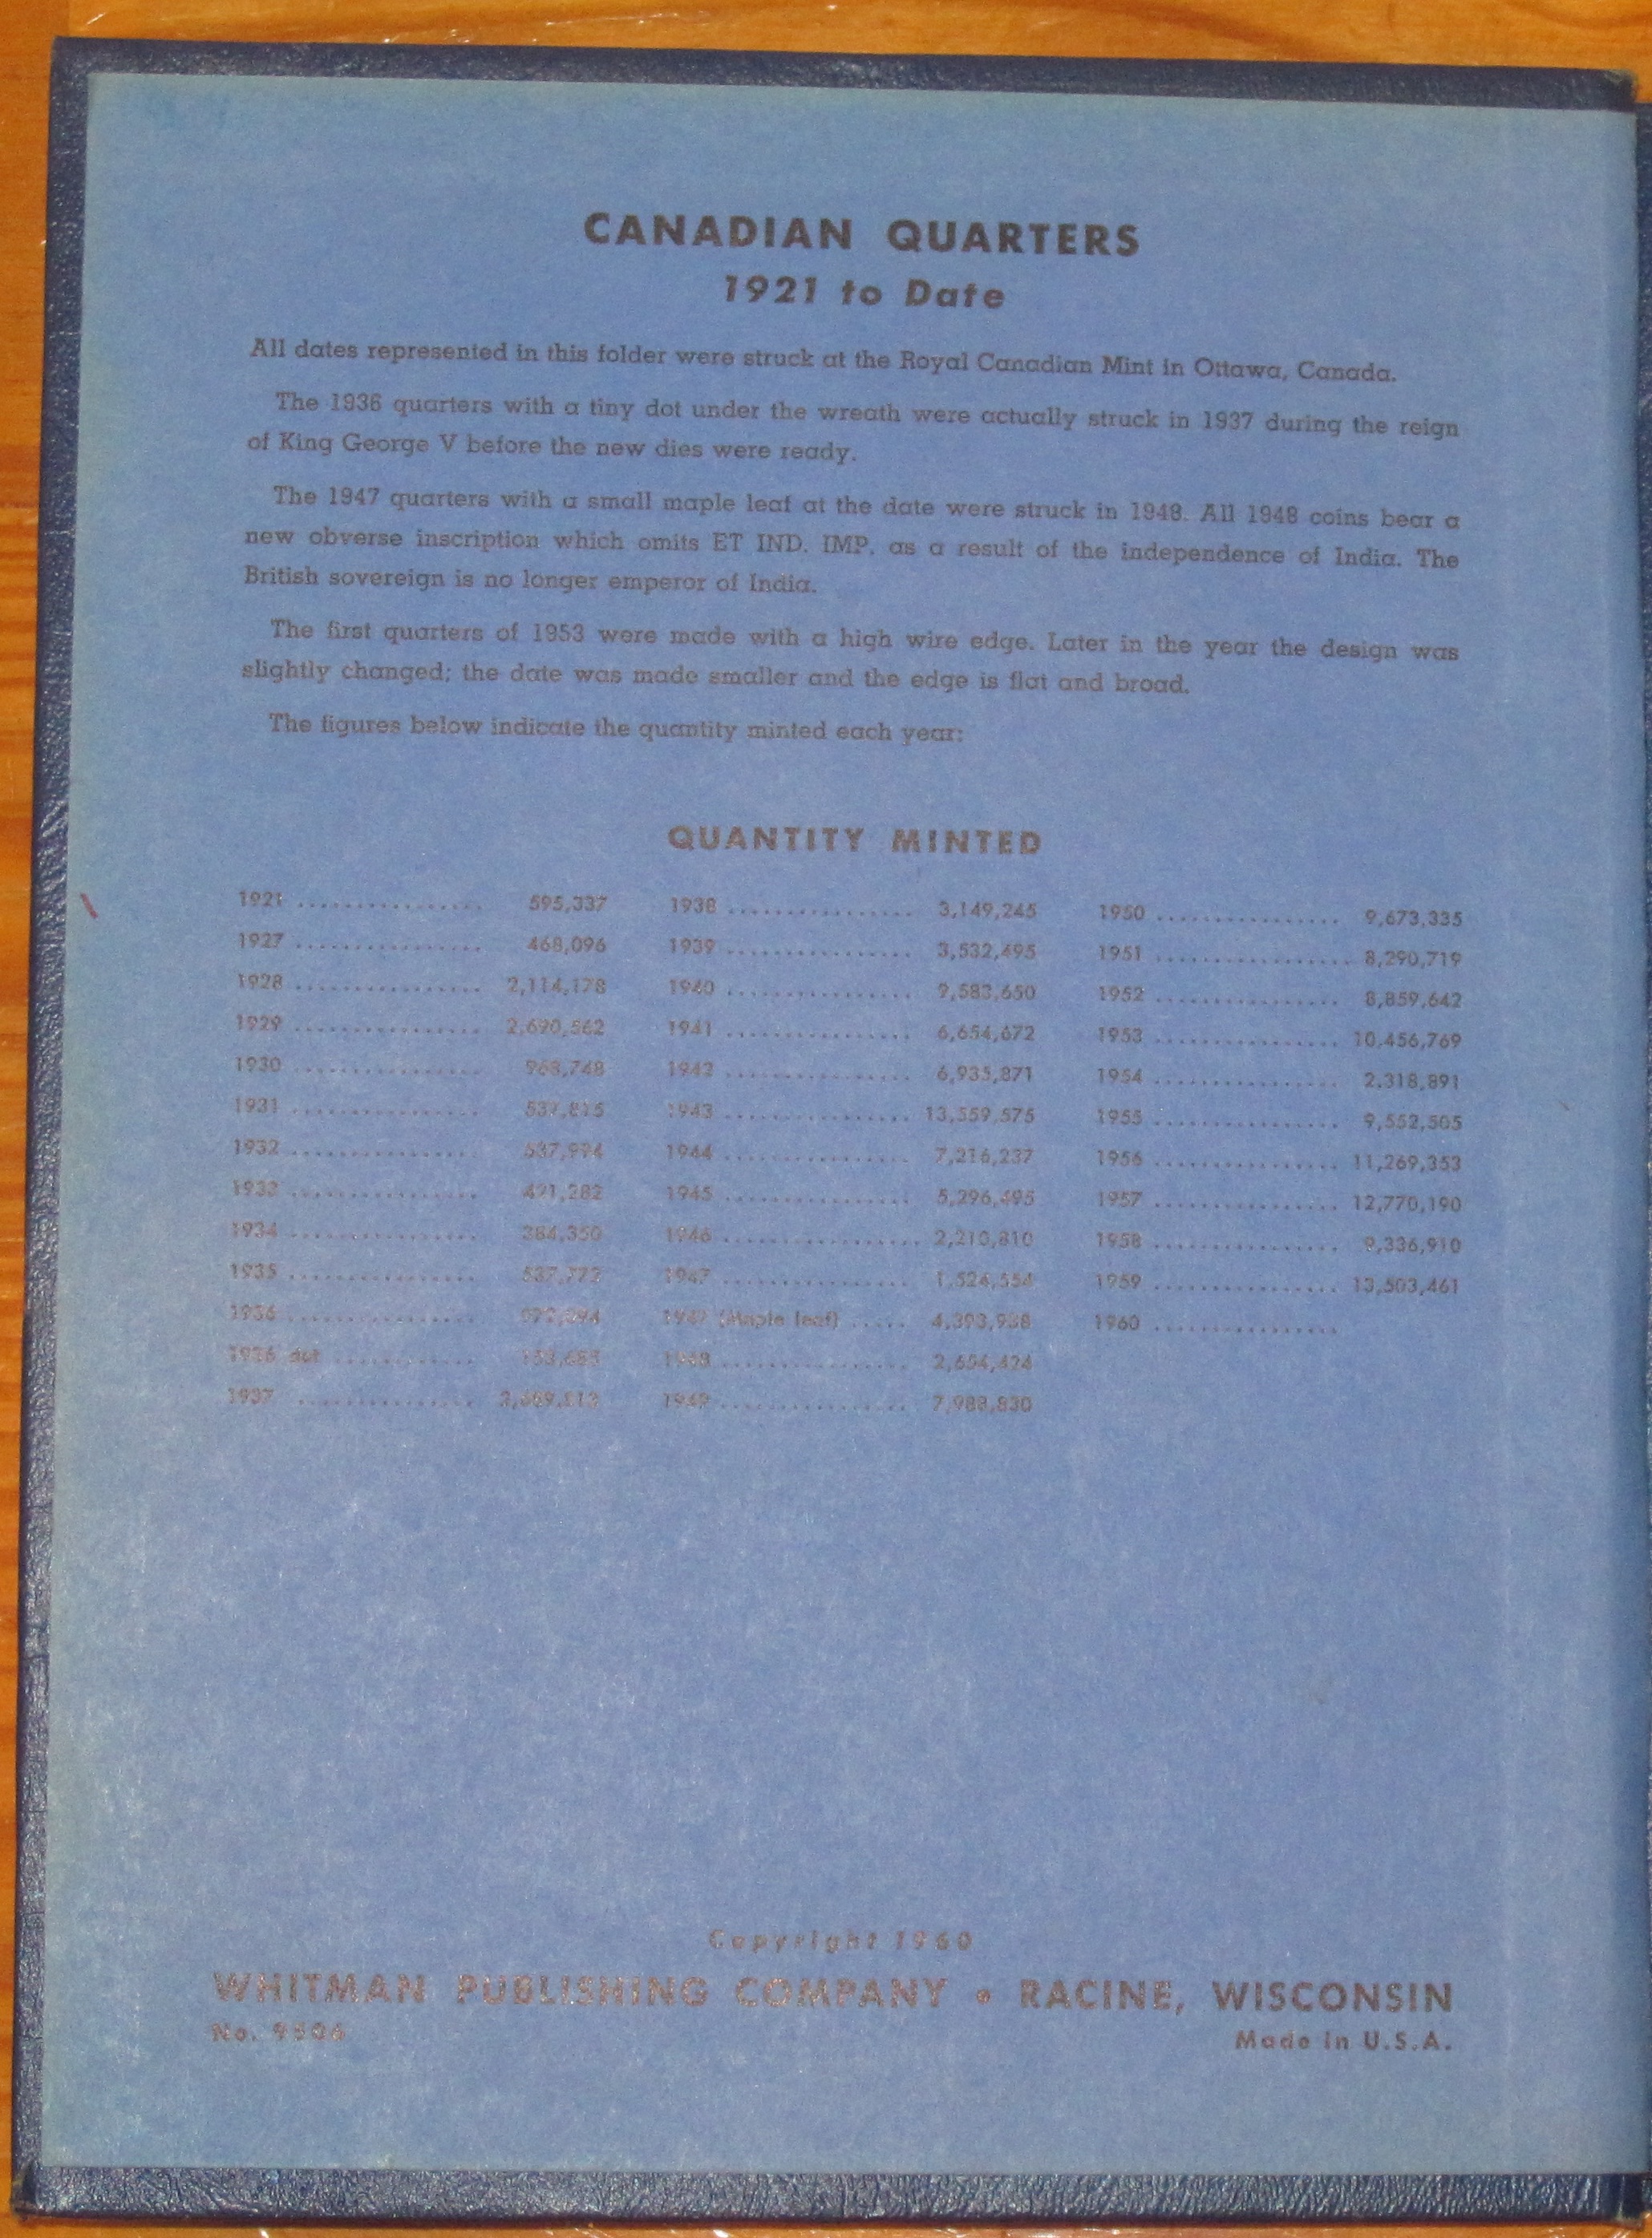 CANADIAN QUARTERS
1921 to Date
All dates represented in this folder were struck at the Royal Canadian Mint in Ottawa, Canada.
The 1936 quarters with a tiny dot under the wreath were actually struck in 1937 during the reign
of King George V before the new dies were ready.
The 1947 quarters with a small maple leaf at the date were struck in 1948. All 1948 coins bear a
new obverse inscription which omits ET IND. IMP. as a result of the independence of India. The
British sovereign is no longer emperor of India.
The first quarters of 1953 were made with a high wire edge. Later in the year the design was
slightly changed; the date was made smaller and the edge is flat and broad.
The figures below indicate the quantity minted each year:
QUANTITY MINTED
1921 ................ 595,337
1927 ................ 468,096
1928 ................ 2,114,178
1929 ................ 2,690,562
1930 ................ 968,748
1931 ................ 537,815
1932 ................ 537,994
1933 ................ 421,282
1934 ................ 384,350
1935 ................ 537,772
1936 ................
1936 dot ............ 153,685
1937 ................
1938 ................ 3,149,245
1939 ................ 3,532,495
1940 ................ 9,583,650
1941 ................ 6,654,672
1942 ................ 6,935,871
1943 ................ 13,559,575
1944 ................ 7,216,237
1945 ................ 5,296,495
1946 ................ 2,210,810
1947 ................ 1,524,554
1947 (Maple leaf) ..... 4,393,938
1948 ................ 2,654,424
1949 ................ 7,988,830
1950 ................ 9,673,335
1951 ................ 8,290,719
1952 ................ 8,859,642
1953 ................ 10,456,769
1954 ................ 2,318,891
1955 ................ 9,552,505
1956 ................ 11,269,353
1957 ................ 12,770,190
1958 ................ 9,336,910
1959 ................ 13,503,461
1960 ................
Copyright 1960
WHITMAN PUBLISHING COMPANY • RACINE, WISCONSIN
No. 9506
Made in U.S.A.